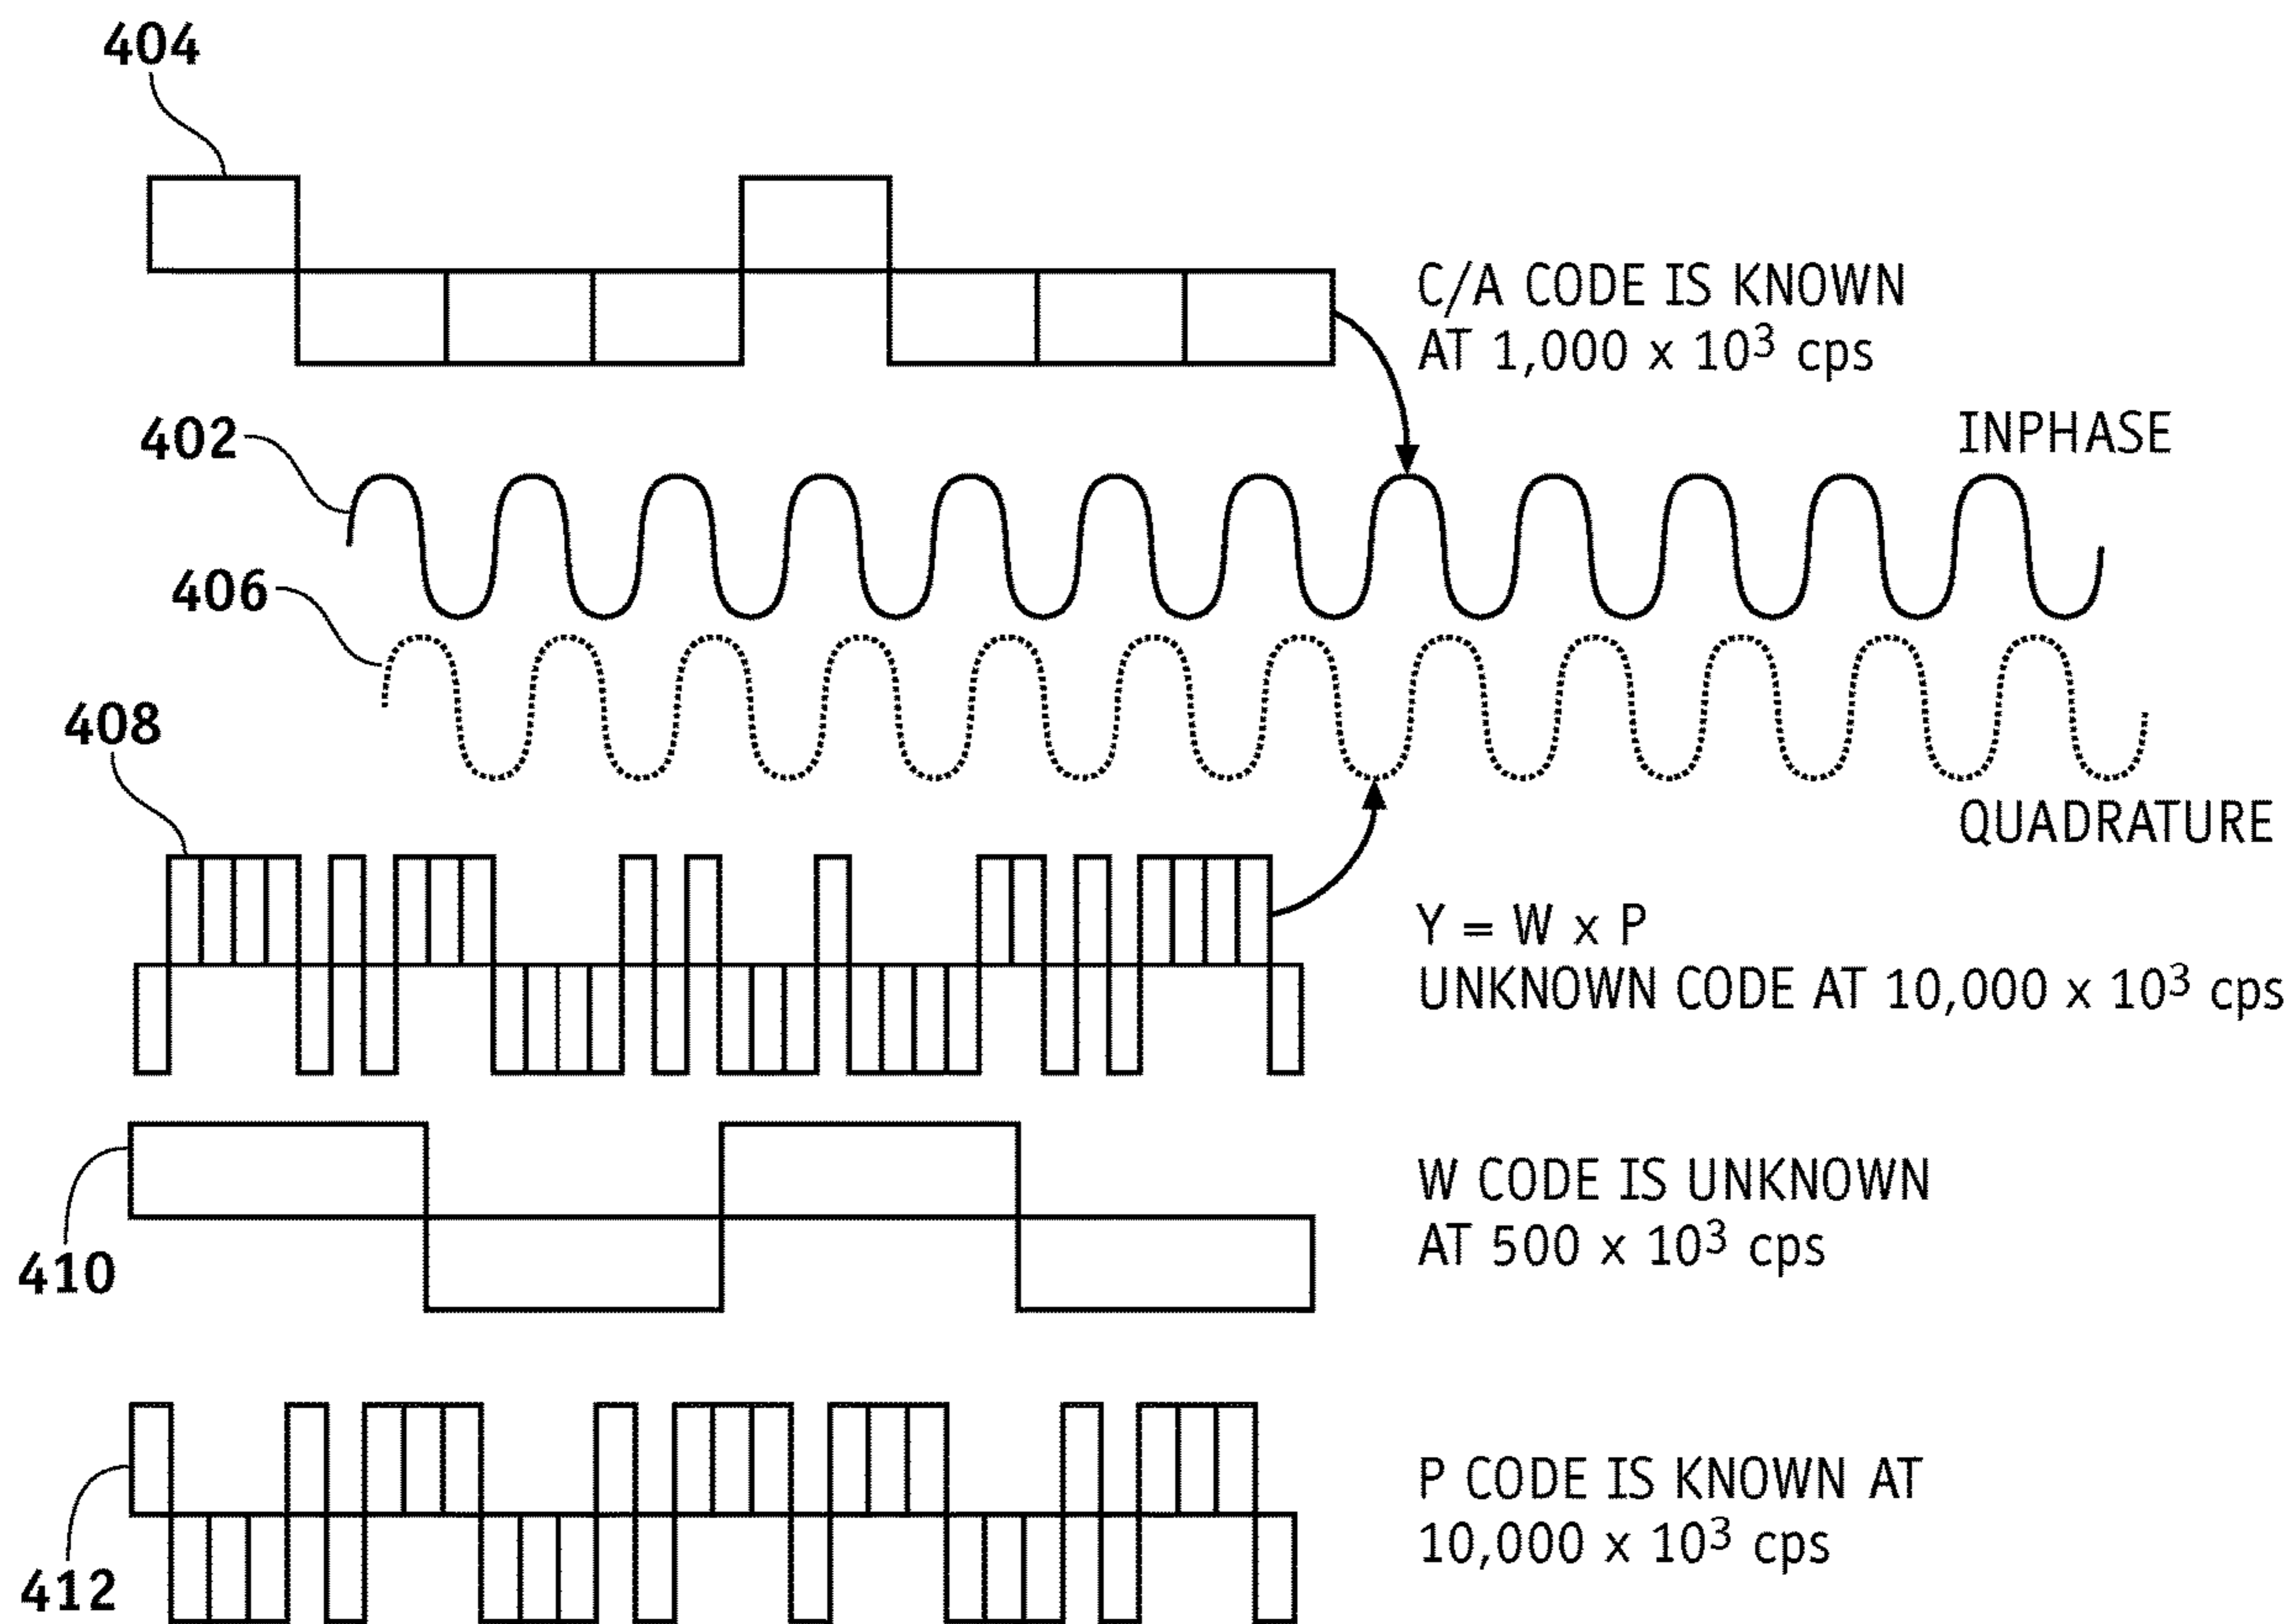 404
C/A CODE IS KNOWN
AT 1,000 x 10³ cps
402
INPHASE
406
408
QUADRATURE
Y = W x P
UNKNOWN CODE AT 10,000 x 10³ cps
W CODE IS UNKNOWN
AT 500 x 10³ cps
410
P CODE IS KNOWN AT
10,000 x 10³ cps
412